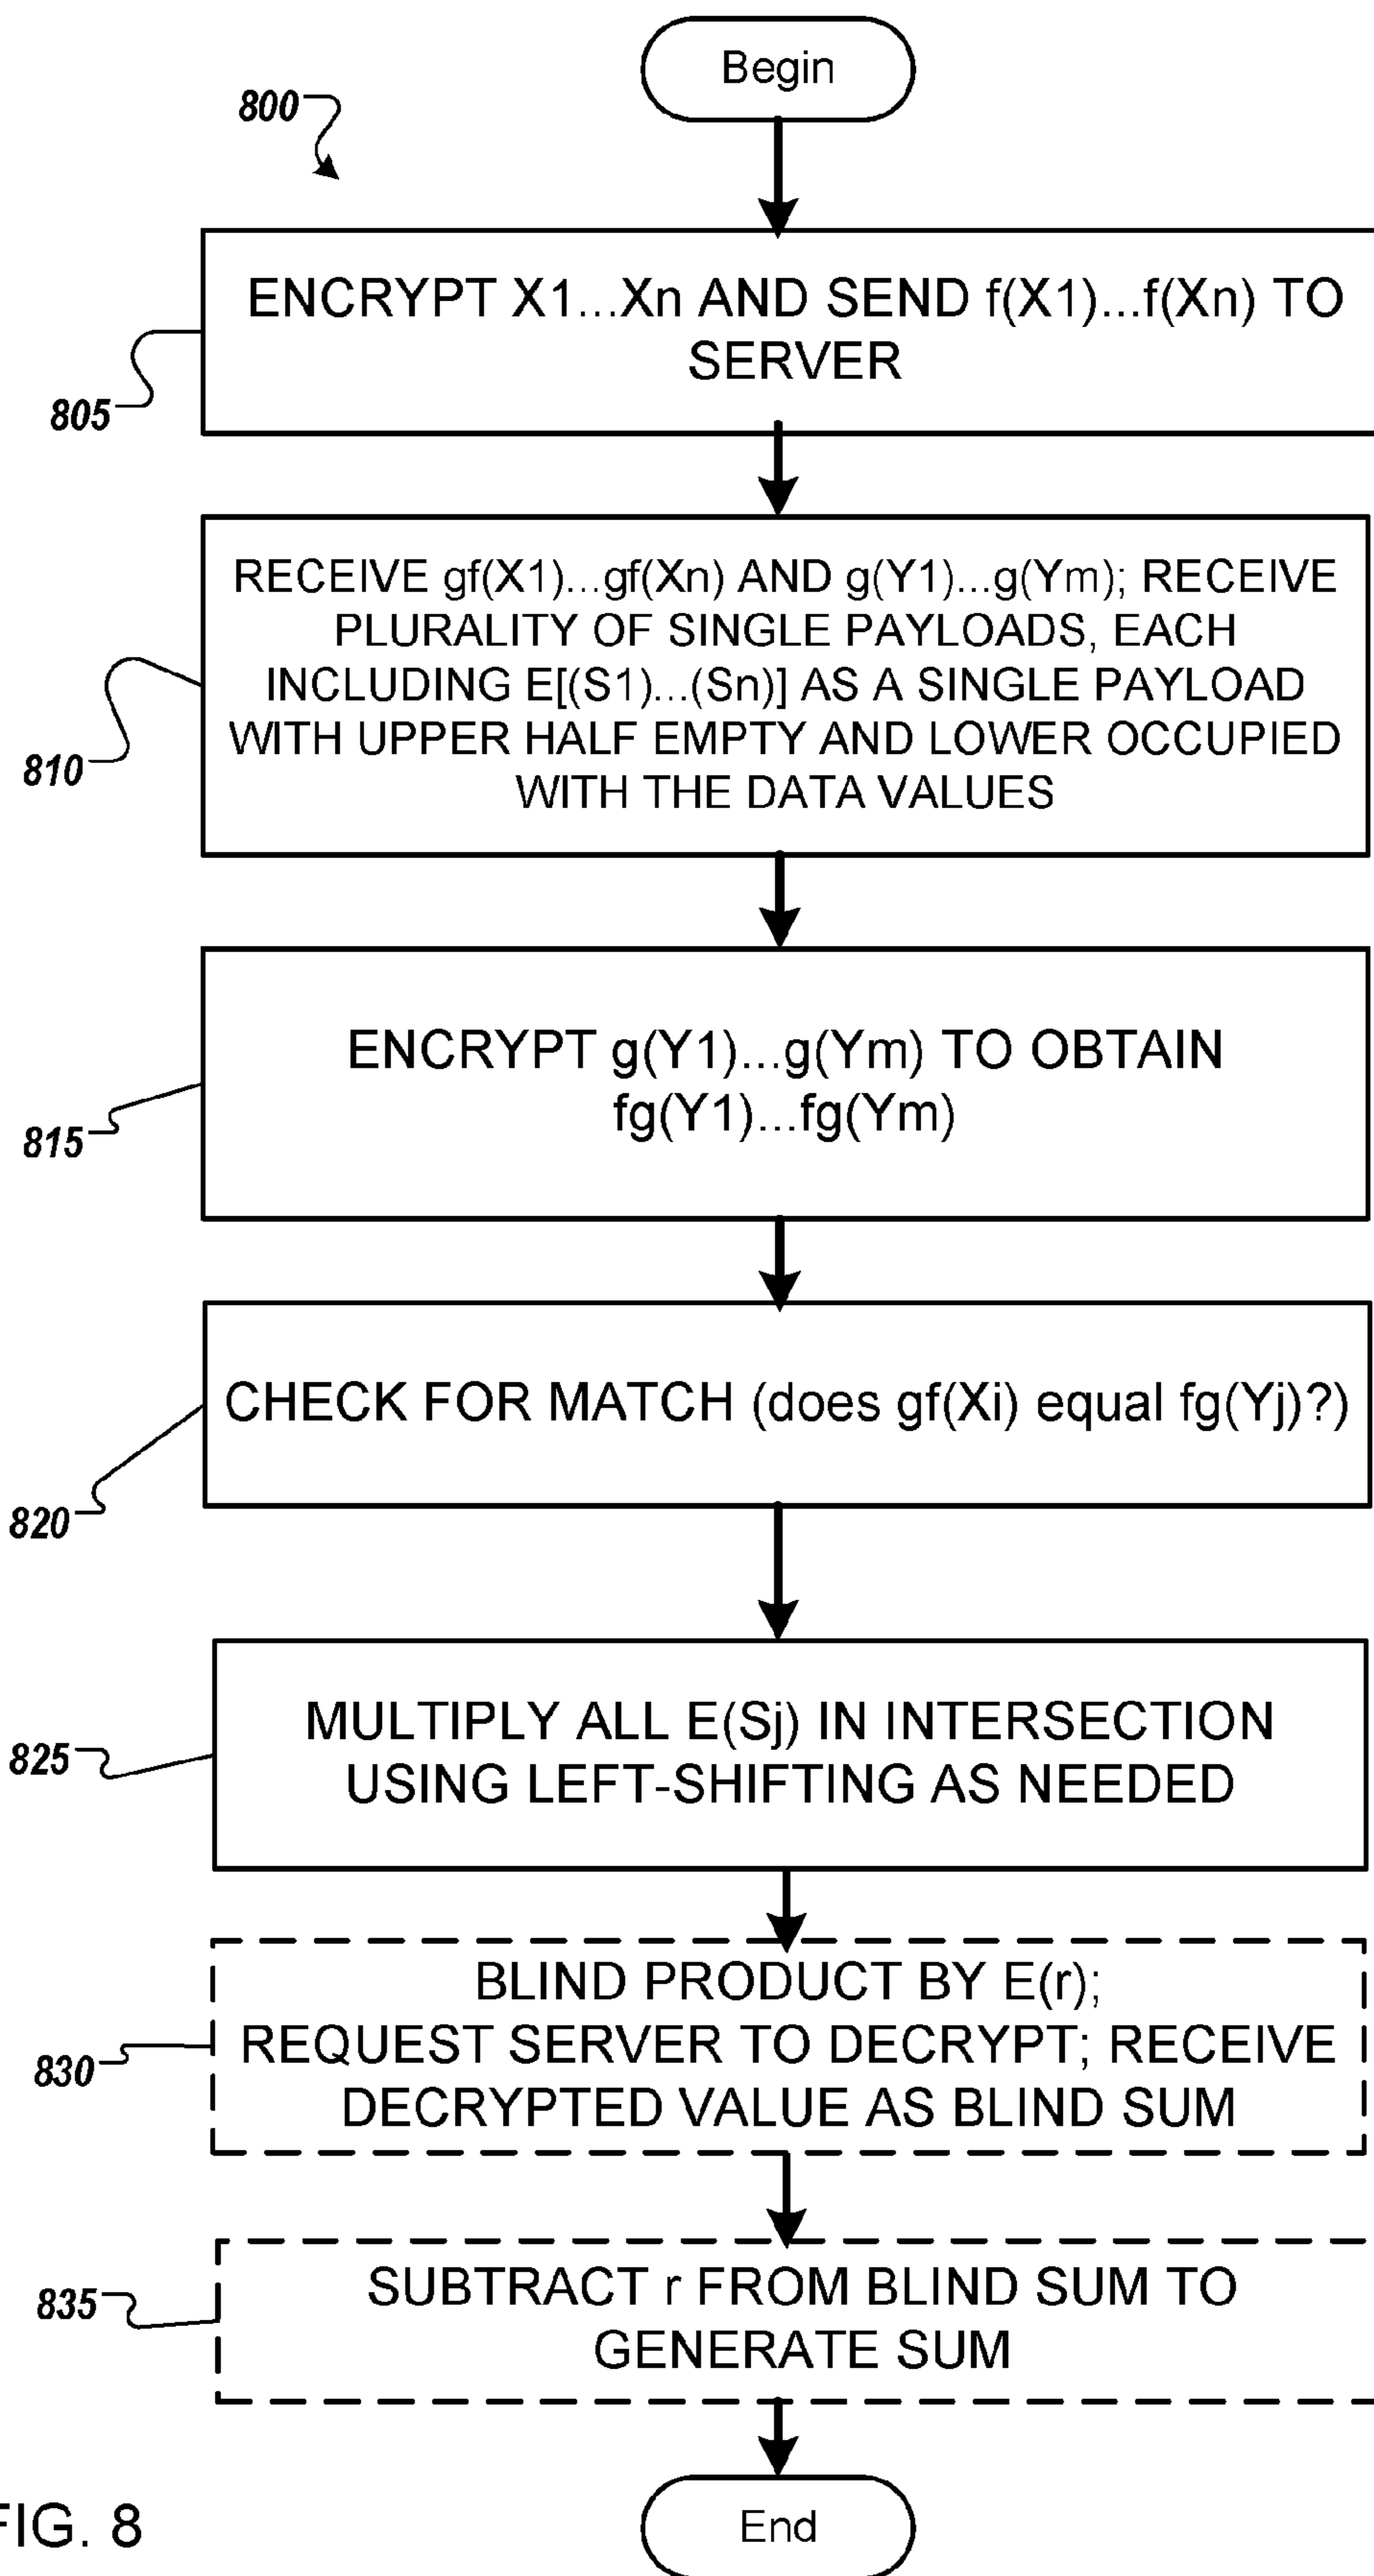 Begin
800
ENCRYPT X1...Xn AND SEND f(X1)...f(Xn) TO
SERVER
805
RECEIVE gf(X1)...gf(Xn) AND g(Y1)...g(Ym); RECEIVE
PLURALITY OF SINGLE PAYLOADS, EACH
INCLUDING E[(S1)...(Sn)] AS A SINGLE PAYLOAD
WITH UPPER HALF EMPTY AND LOWER OCCUPIED
WITH THE DATA VALUES
810
ENCRYPT g(Y1)...g(Ym) TO OBTAIN
fg(Y1)...fg(Ym)
815
CHECK FOR MATCH (does gf(Xi) equal fg(Yj)?)
820
MULTIPLY ALL E(Sj) IN INTERSECTION
USING LEFT-SHIFTING AS NEEDED
825
BLIND PRODUCT BY E(r);
REQUEST SERVER TO DECRYPT; RECEIVE
DECRYPTED VALUE AS BLIND SUM
830
SUBTRACT r FROM BLIND SUM TO
GENERATE SUM
835
End
FIG. 8